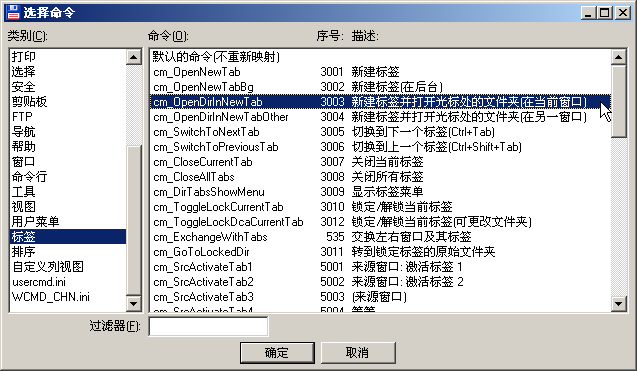 选择命令
类别(C):
命令(O):
序号: 描述:
打印
选择
安全
剪贴板
FTP
导航
帮助
窗口
命令行
工具
视图
用户菜单
标签
排序
自定义列视图
usercmd.ini
WCMD_CHN.ini
默认的命令(不重新映射)
cm_OpenNewTab 3001 新建标签
cm_OpenNewTabBg 3002 新建标签(在后台)
cm_OpenDirInNewTab 3003 新建标签并打开光标处的文件夹(在当前窗口)
cm_OpenDirInNewTabOther 3004 新建标签并打开光标处的文件夹(在另一窗口)
cm_SwitchToNextTab 3005 切换到下一个标签(Ctrl+Tab)
cm_SwitchToPreviousTab 3006 切换到上一个标签(Ctrl+Shift+Tab)
cm_CloseCurrentTab 3007 关闭当前标签
cm_CloseAllTabs 3008 关闭所有标签
cm_DirTabsShowMenu 3009 显示标签菜单
cm_ToggleLockCurrentTab 3010 锁定/解锁当前标签
cm_ToggleLockDcaCurrentTab 3012 锁定/解锁当前标签(可更改文件夹)
cm_ExchangeWithTabs 535 交换左右窗口及其标签
cm_GoToLockedDir 3011 转到锁定标签的原始文件夹
cm_SrcActivateTab1 5001 来源窗口: 激活标签 1
cm_SrcActivateTab2 5002 来源窗口: 激活标签 2
cm_SrcActivateTab3 5003 (来源窗口)
cm_SrcActivateTab4 5004 等等
过滤器(F):
确定
取消